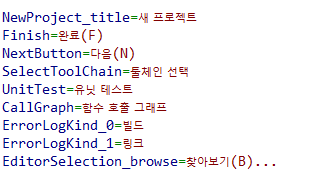 NewProject_title=새 프로젝트
Finish=완료(F)
NextButton=다음(N)
SelectToolChain=툴체인 선택
UnitTest=유닛 테스트
CallGraph=함수 호출 그래프
ErrorLogKind_0=빌드
ErrorLogKind_1=링크
EditorSelection_browse=찾아보기(B)...